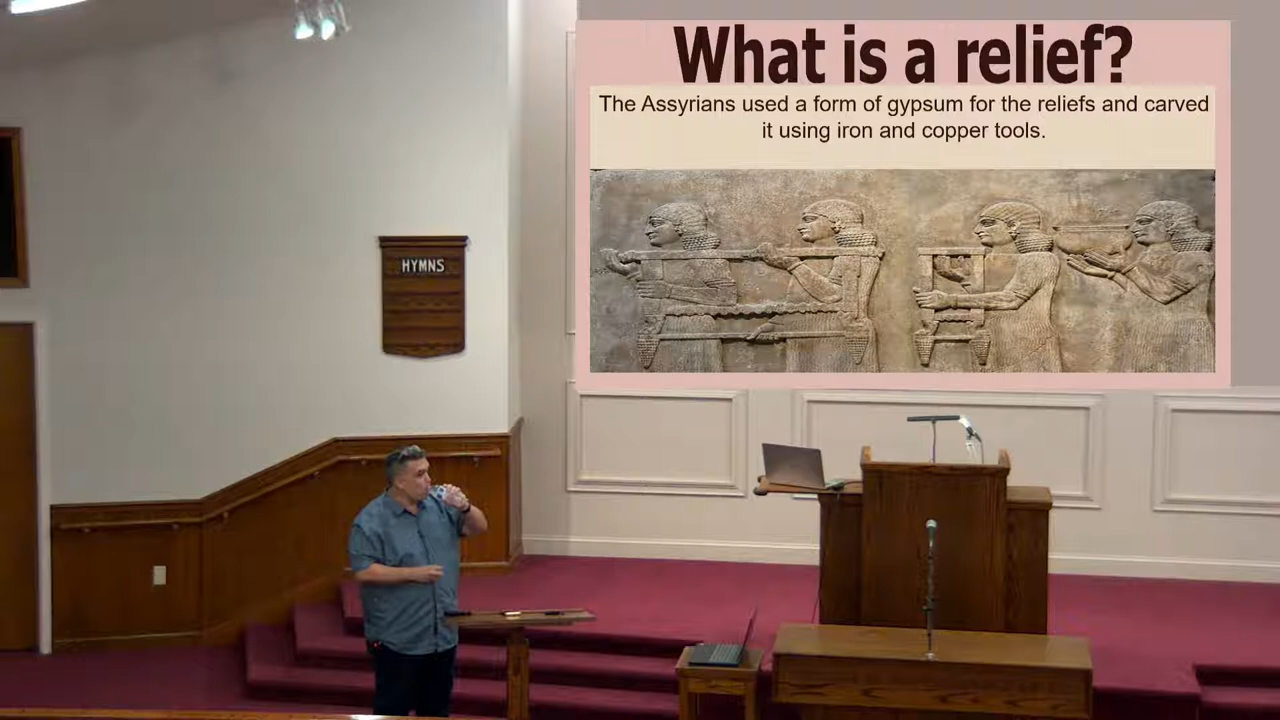 What is a relief?
The Assyrians used a form of gypsum for the reliefs and carved
it using iron and copper tools.
HYMNS